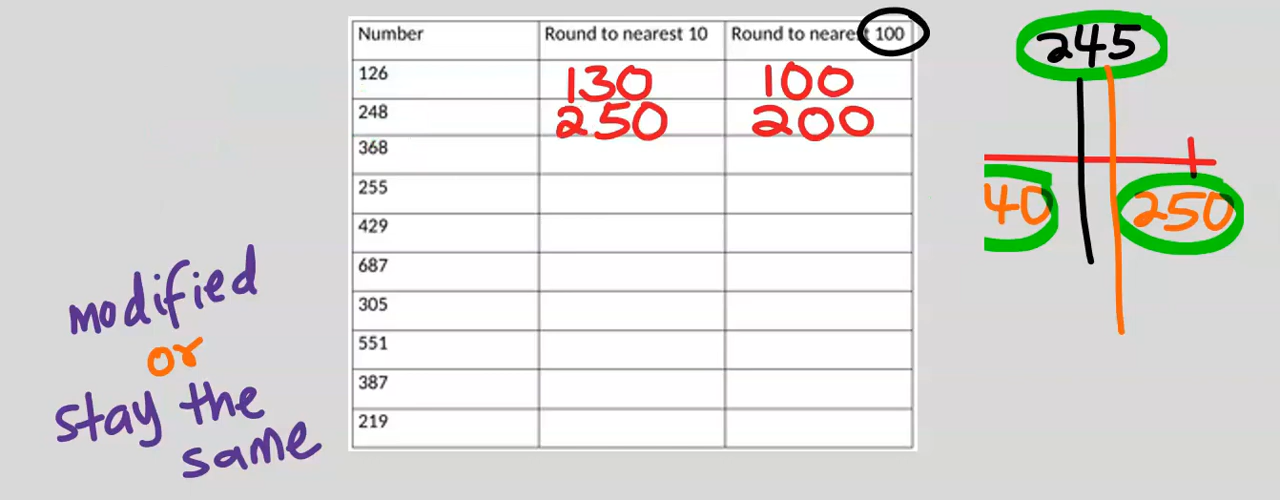 Number Round to nearest 10 Round to nearest 100
126 130 100
248 250 200
368
255
429
687
305
551
387
219
modified
or
stay the
same
245
40 250